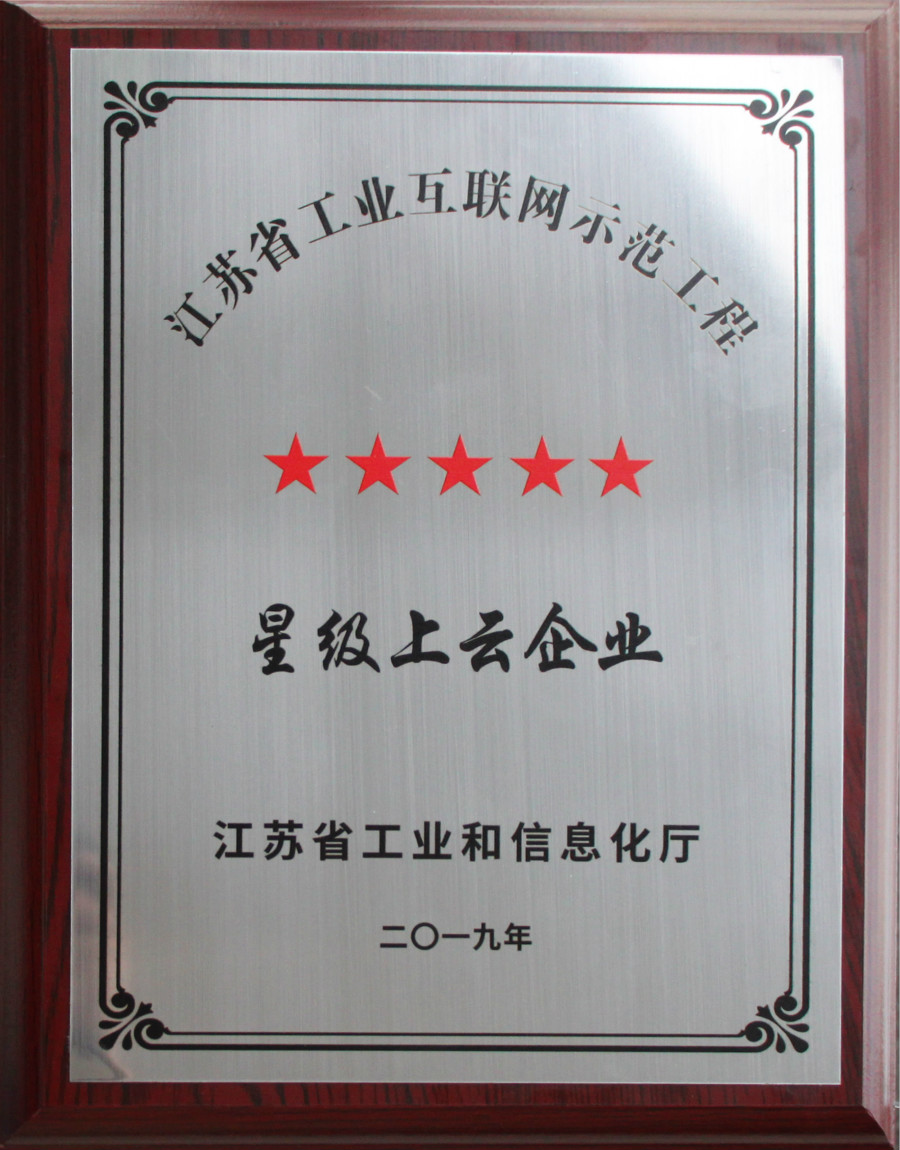 江苏省工业互联网示范工程
星级上云企业
江苏省工业和信息化厅
二〇一九年